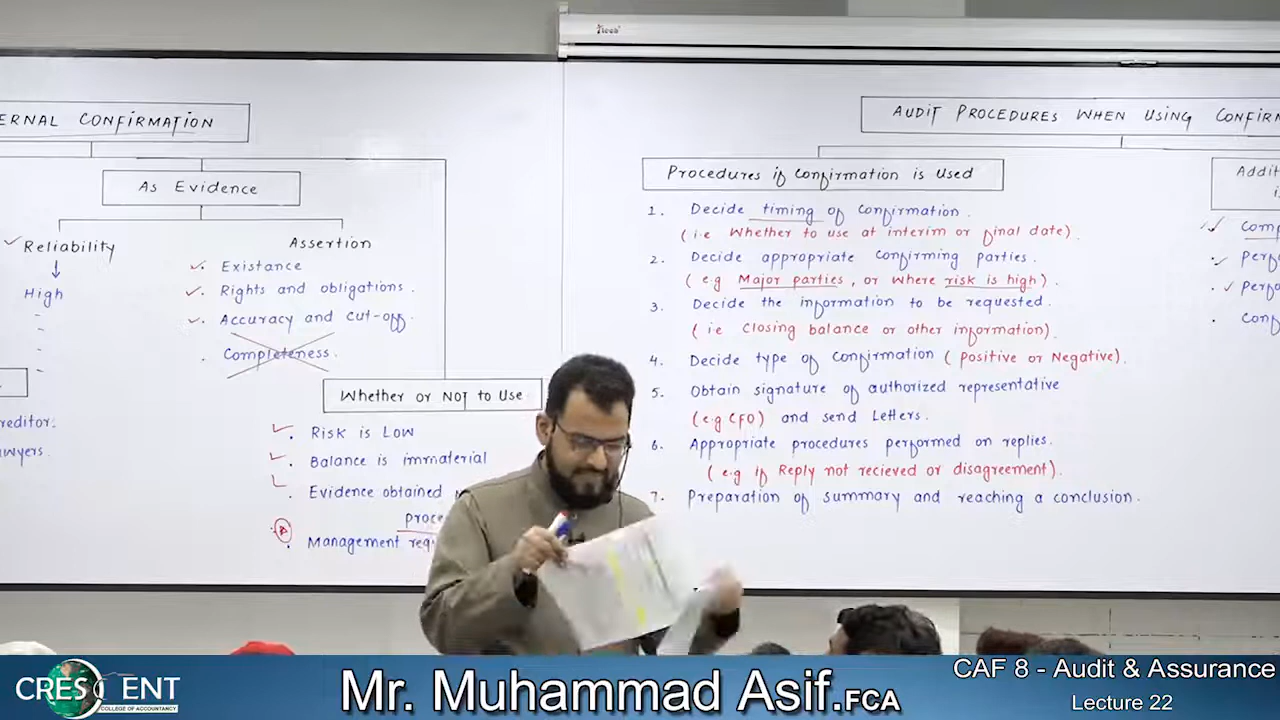 ERNAL CONFIRMATION
As Evidence
Reliability
High
Assertion
Existance
Rights and obligations.
Accuracy and cut-off.
Completeness.
reditor.
wyers.
Whether or NOT to Use
Risk is Low
Balance is immaterial
Evidence obtained
proce
Management req
AUDIT PROCEDURES WHEN USING CONFIRM
Procedures if confirmation is Used
1. Decide timing of confirmation.
(i.e Whether to use at interim or final date).
2. Decide appropriate confirming parties.
(e.g Major parties, or where risk is high).
3. Decide the information to be requested.
(ie Closing balance or other information).
4. Decide type of confirmation (positive or Negative).
5. Obtain signature of authorized representative
(e.g CFO) and send Letters.
6. Appropriate procedures performed on replies.
(e.g if Reply not recieved or disagreement).
7. Preparation of summary and reaching a conclusion.
Addit
Comp
Perfo
Perfo
Conf
CRESCENT
COLLEGE OF ACCOUNTANCY
Mr. Muhammad Asif.FCA
CAF 8 - Audit & Assurance
Lecture 22